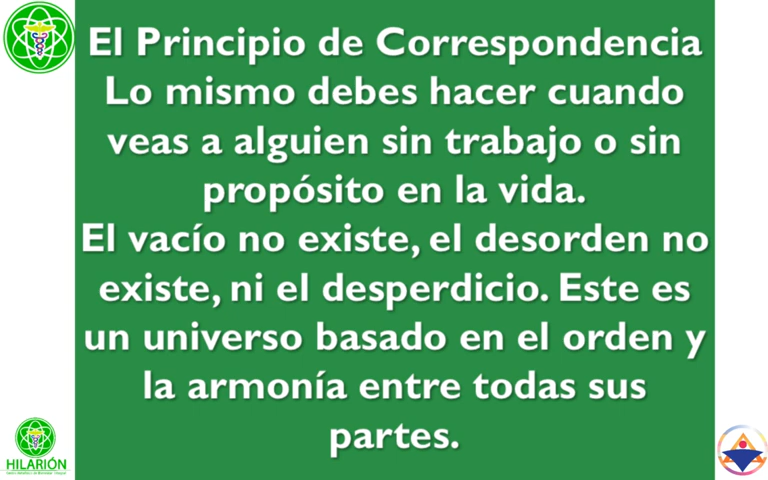 El Principio de Correspondencia
Lo mismo debes hacer cuando
veas a alguien sin trabajo o sin
propósito en la vida.
El vacío no existe, el desorden no
existe, ni el desperdicio. Este es
un universo basado en el orden y
la armonía entre todas sus
partes.
HILARIÓN